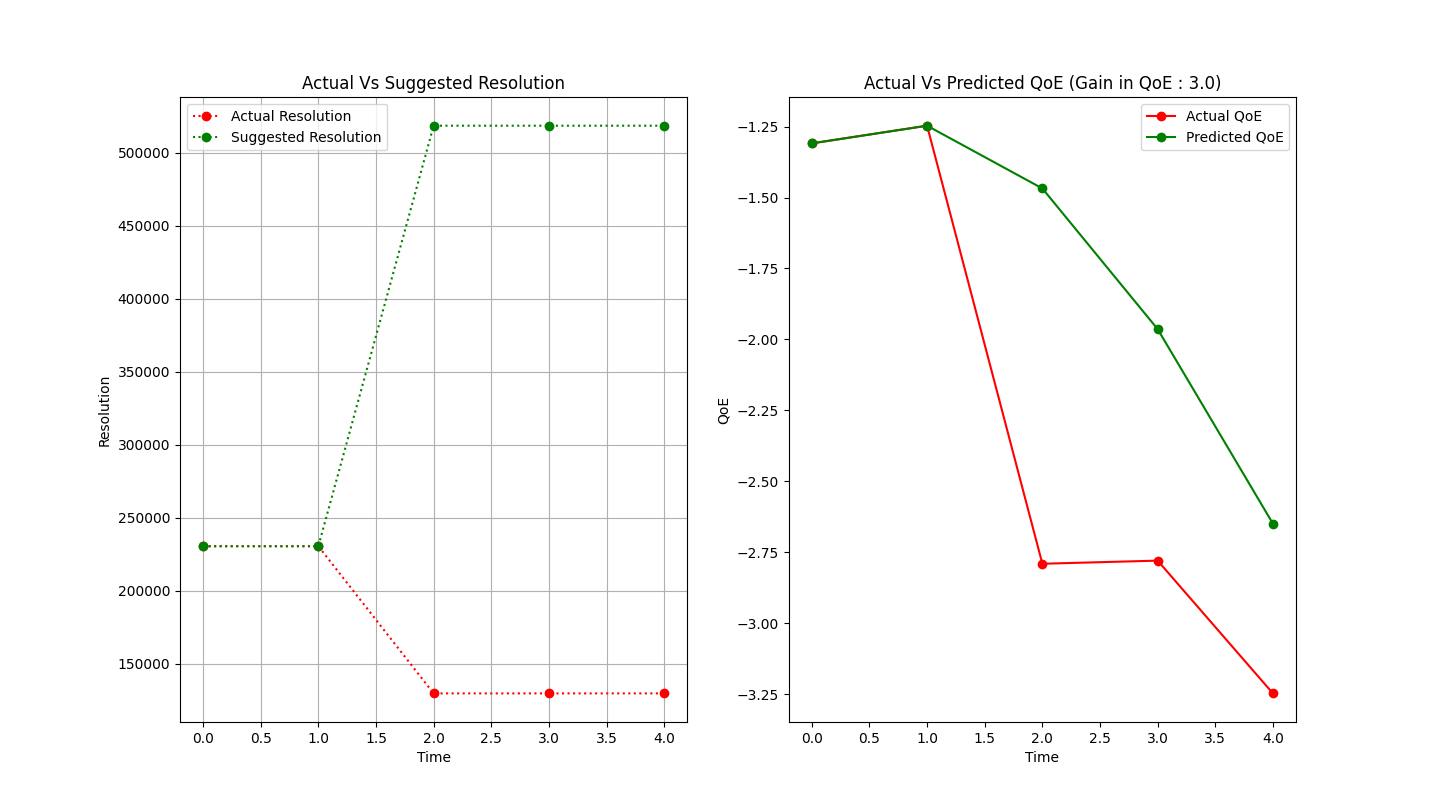 Actual Vs Suggested Resolution
Actual Resolution
Suggested Resolution
500000
450000
400000
350000
300000
250000
200000
150000
Resolution
0.0 0.5 1.0 1.5 2.0 2.5 3.0 3.5 4.0
Time
Actual Vs Predicted QoE (Gain in QoE : 3.0)
Actual QoE
Predicted QoE
−1.25
−1.50
−1.75
−2.00
−2.25
−2.50
−2.75
−3.00
−3.25
QoE
0.0 0.5 1.0 1.5 2.0 2.5 3.0 3.5 4.0
Time